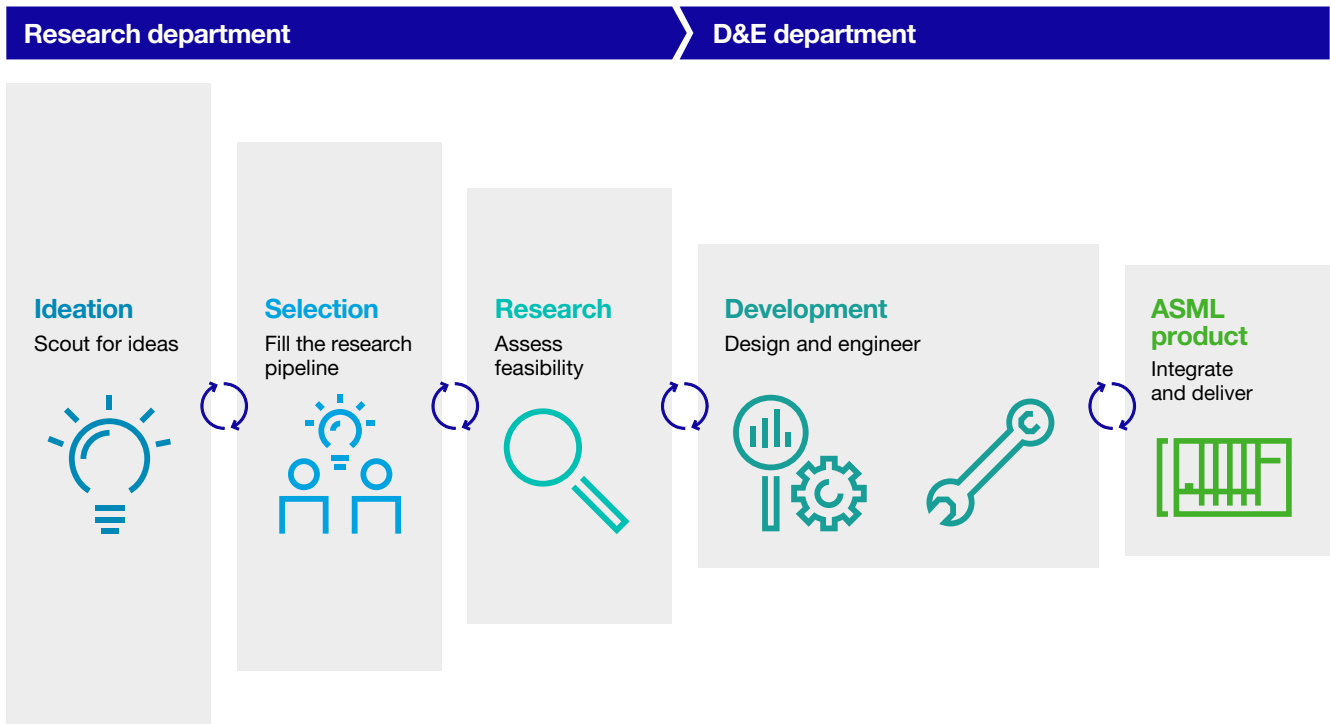 Research department
D&E department
Ideation
Scout for ideas
Selection
Fill the research
pipeline
Research
Assess
feasibility
Development
Design and engineer
ASML
product
Integrate
and deliver